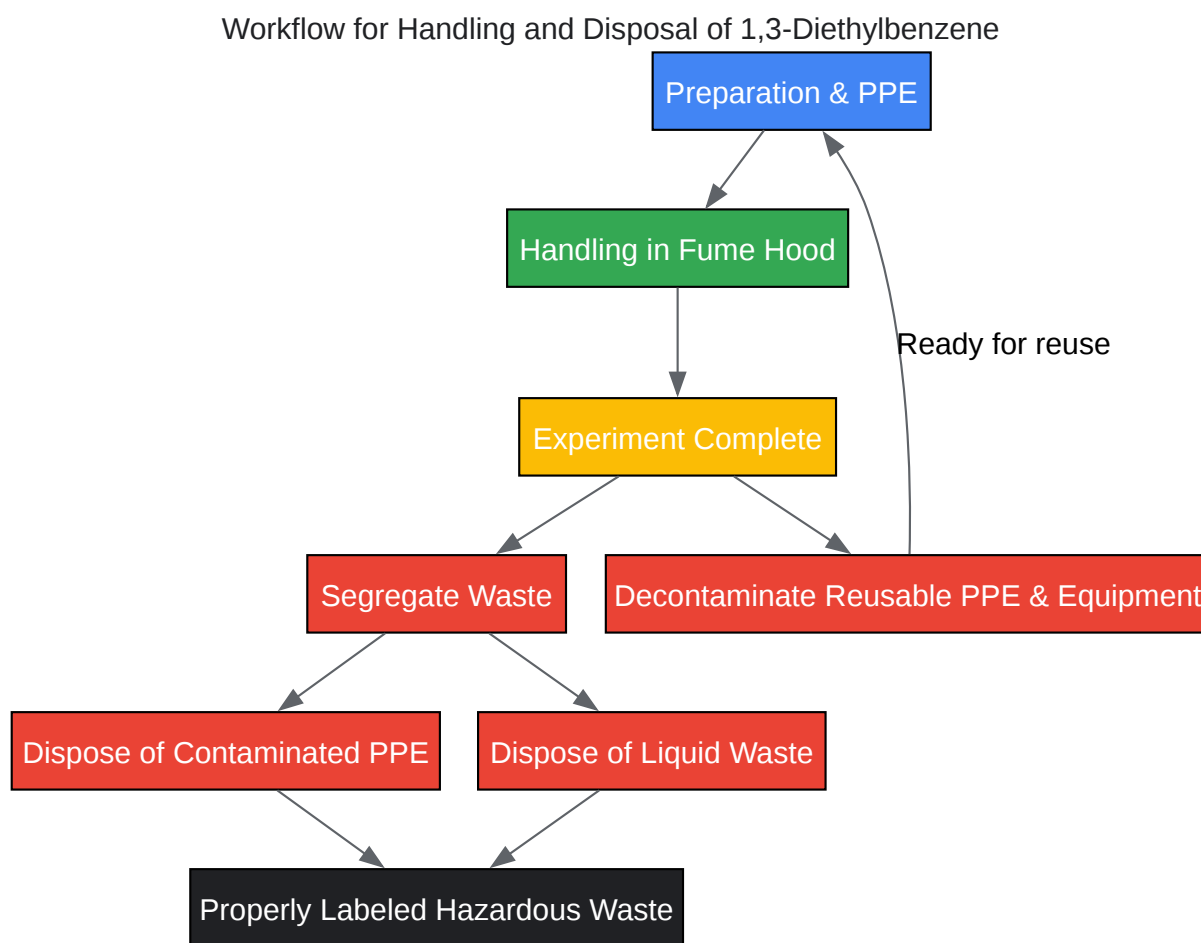 Workflow for Handling and Disposal of 1,3-Diethylbenzene
Preparation & PPE
Handling in Fume Hood
Ready for reuse
Experiment Complete
Segregate Waste
Decontaminate Reusable PPE & Equipment
Dispose of Contaminated PPE
Dispose of Liquid Waste
Properly Labeled Hazardous Waste